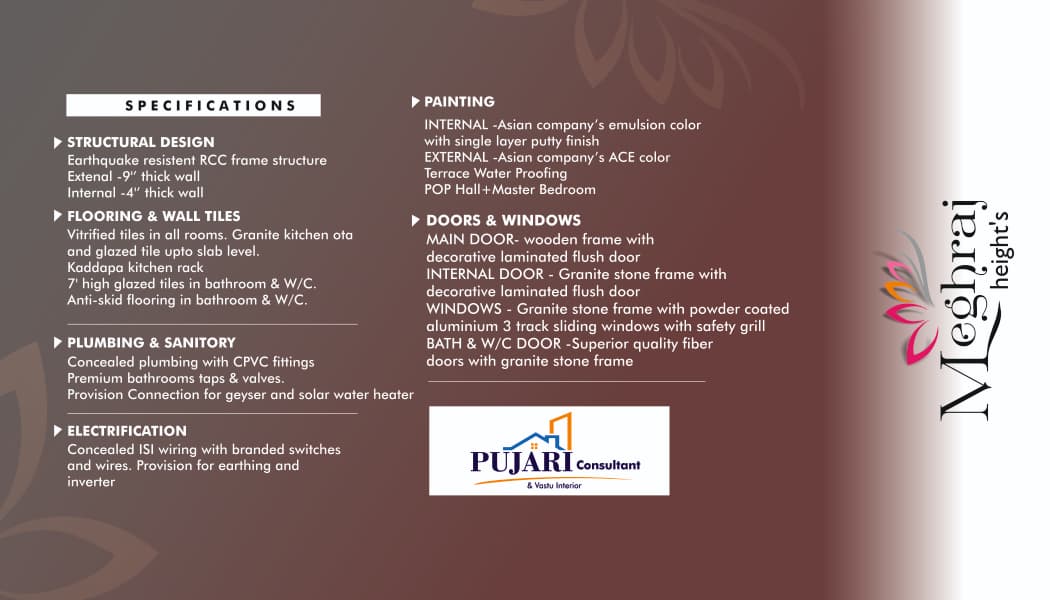 SPECIFICATIONS
STRUCTURAL DESIGN
Earthquake resistent RCC frame structure
Extenal -9" thick wall
Internal -4" thick wall
FLOORING & WALL TILES
Vitrified tiles in all rooms. Granite kitchen ota
and glazed tile upto slab level.
Kaddapa kitchen rack
7' high glazed tiles in bathroom & W/C.
Anti-skid flooring in bathroom & W/C.
PLUMBING & SANITORY
Concealed plumbing with CPVC fittings
Premium bathrooms taps & valves.
Provision Connection for geyser and solar water heater
ELECTRIFICATION
Concealed ISI wiring with branded switches
and wires. Provision for earthing and
inverter
PAINTING
INTERNAL -Asian company's emulsion color
with single layer putty finish
EXTERNAL -Asian company's ACE color
Terrace Water Proofing
POP Hall+Master Bedroom
DOORS & WINDOWS
MAIN DOOR- wooden frame with
decorative laminated flush door
INTERNAL DOOR - Granite stone frame with
decorative laminated flush door
WINDOWS - Granite stone frame with powder coated
aluminium 3 track sliding windows with safety grill
BATH & W/C DOOR -Superior quality fiber
doors with granite stone frame
PUJARI Consultant
& Vastu Interior
Meghraj
height's